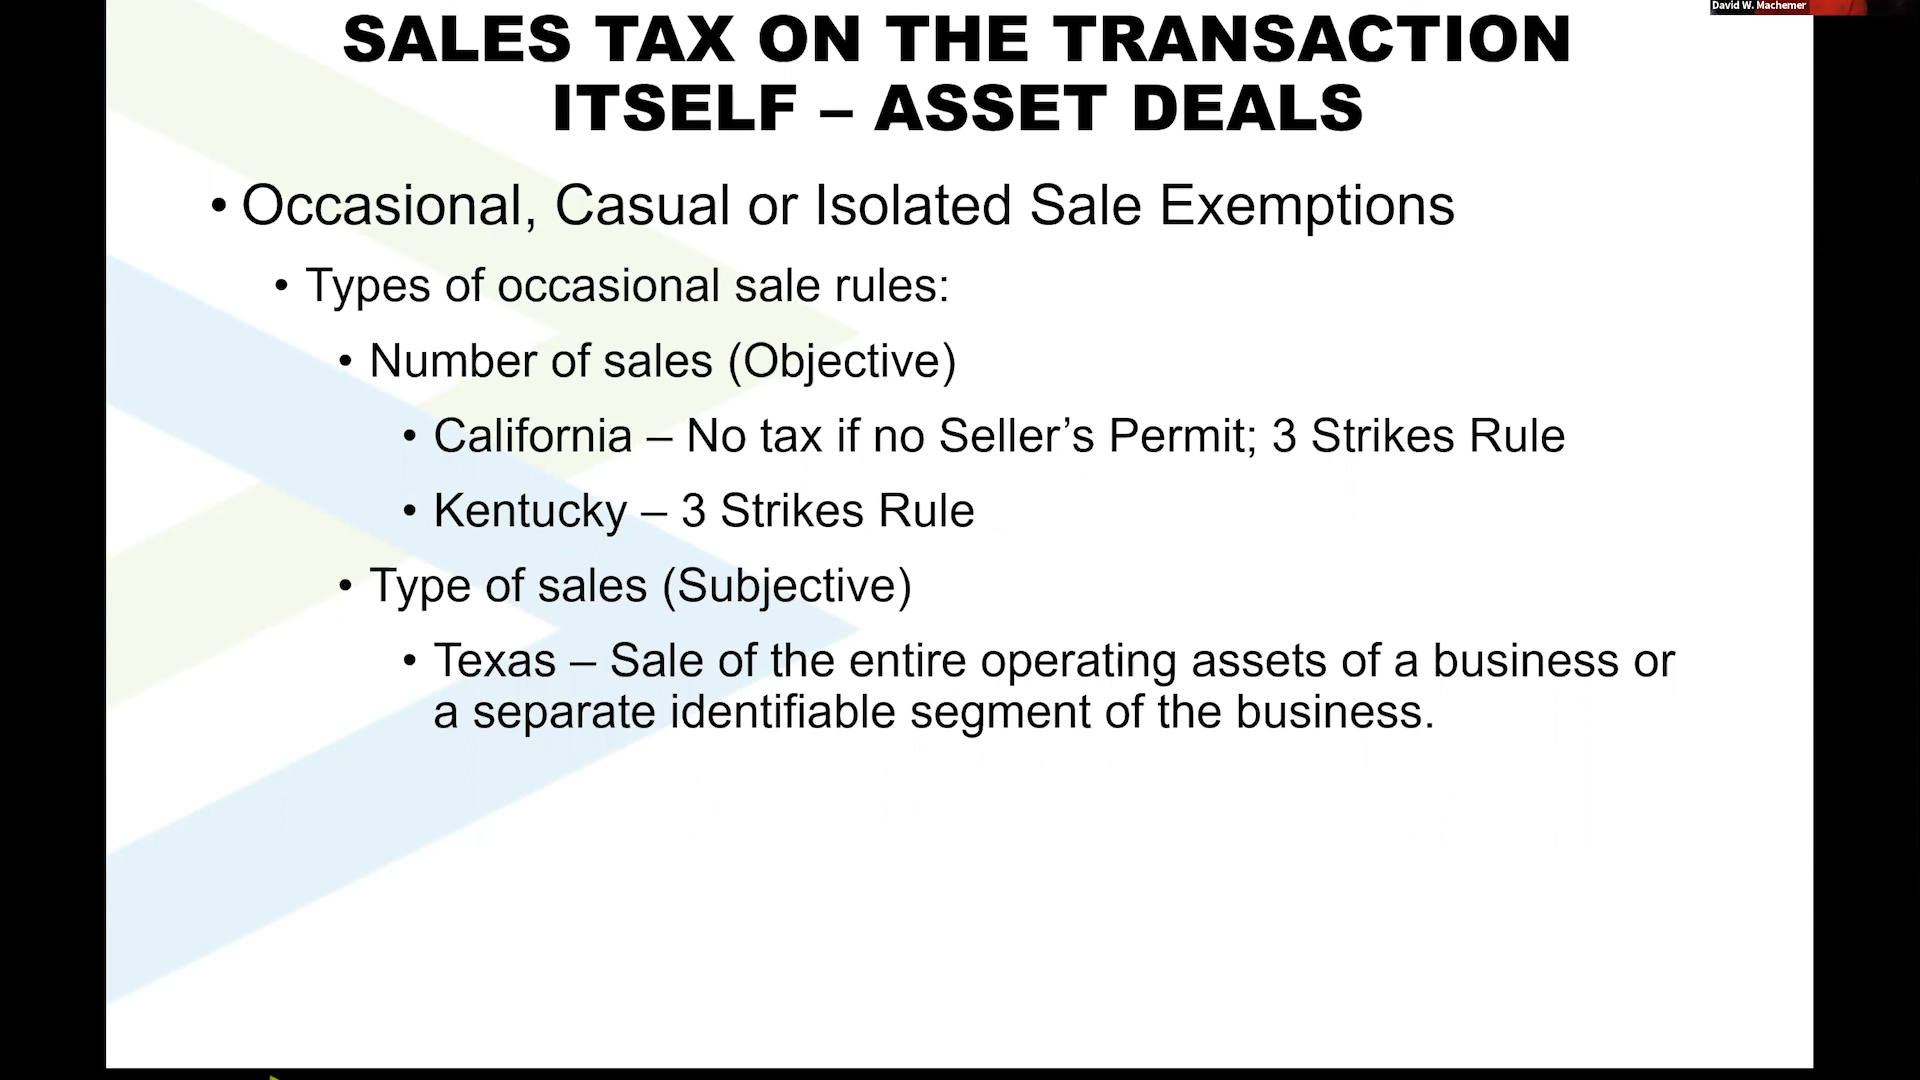 David W. Machemer
SALES TAX ON THE TRANSACTION
ITSELF – ASSET DEALS
• Occasional, Casual or Isolated Sale Exemptions
• Types of occasional sale rules:
• Number of sales (Objective)
• California – No tax if no Seller’s Permit; 3 Strikes Rule
• Kentucky – 3 Strikes Rule
• Type of sales (Subjective)
• Texas – Sale of the entire operating assets of a business or
a separate identifiable segment of the business.